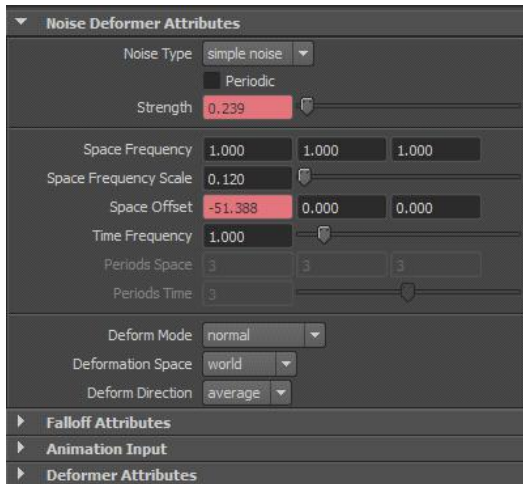 Noise Deformer Attributes
Noise Type simple noise
Periodic
Strength 0.239
Space Frequency 1.000 1.000 1.000
Space Frequency Scale 0.120
Space Offset -51.388 0.000 0.000
Time Frequency 1.000
Periods Space 3 3 3
Periods Time 3
Deform Mode normal
Deformation Space world
Deform Direction average
Falloff Attributes
Animation Input
Deformer Attributes